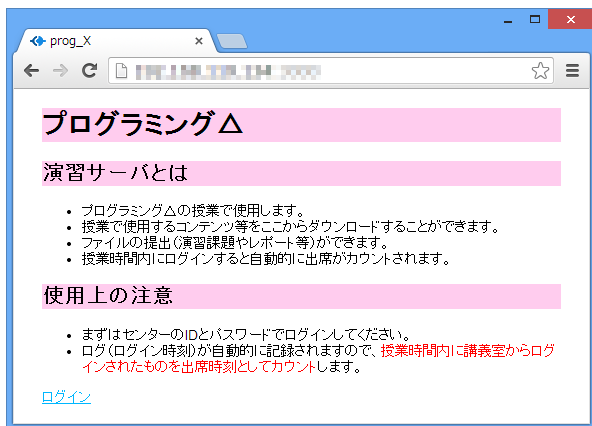 prog_X
プログラミング△
演習サーバとは
プログラミング△の授業で使用します。
授業で使用するコンテンツ等をここからダウンロードすることができます。
ファイルの提出（演習課題やレポート等）ができます。
授業時間内にログインすると自動的に出席がカウントされます。
使用上の注意
まずはセンターのIDとパスワードでログインしてください。
ログ（ログイン時刻）が自動的に記録されますので、授業時間内に講義室からログ
インされたものを出席時刻としてカウントします。
ログイン